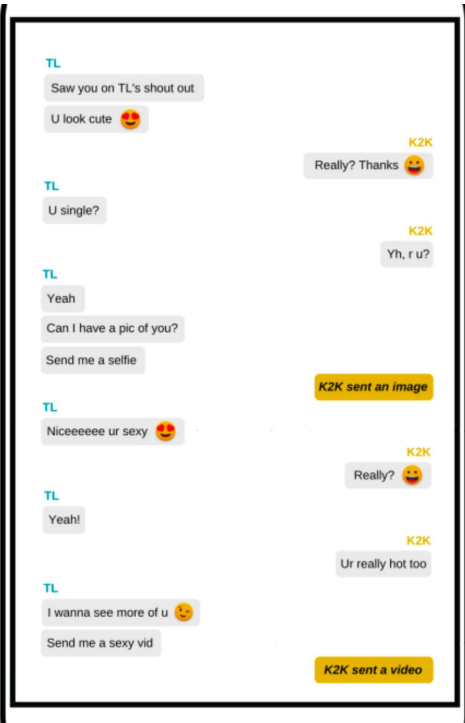 TL
Saw you on TL's shout out
U look cute 😍
K2K
Really? Thanks 😀
TL
U single?
K2K
Yh, r u?
TL
Yeah
Can I have a pic of you?
Send me a selfie
K2K sent an image
TL
Niceeeeee ur sexy 😍
K2K
Really? 😀
TL
Yeah!
K2K
Ur really hot too
TL
I wanna see more of u 😉
Send me a sexy vid
K2K sent a video